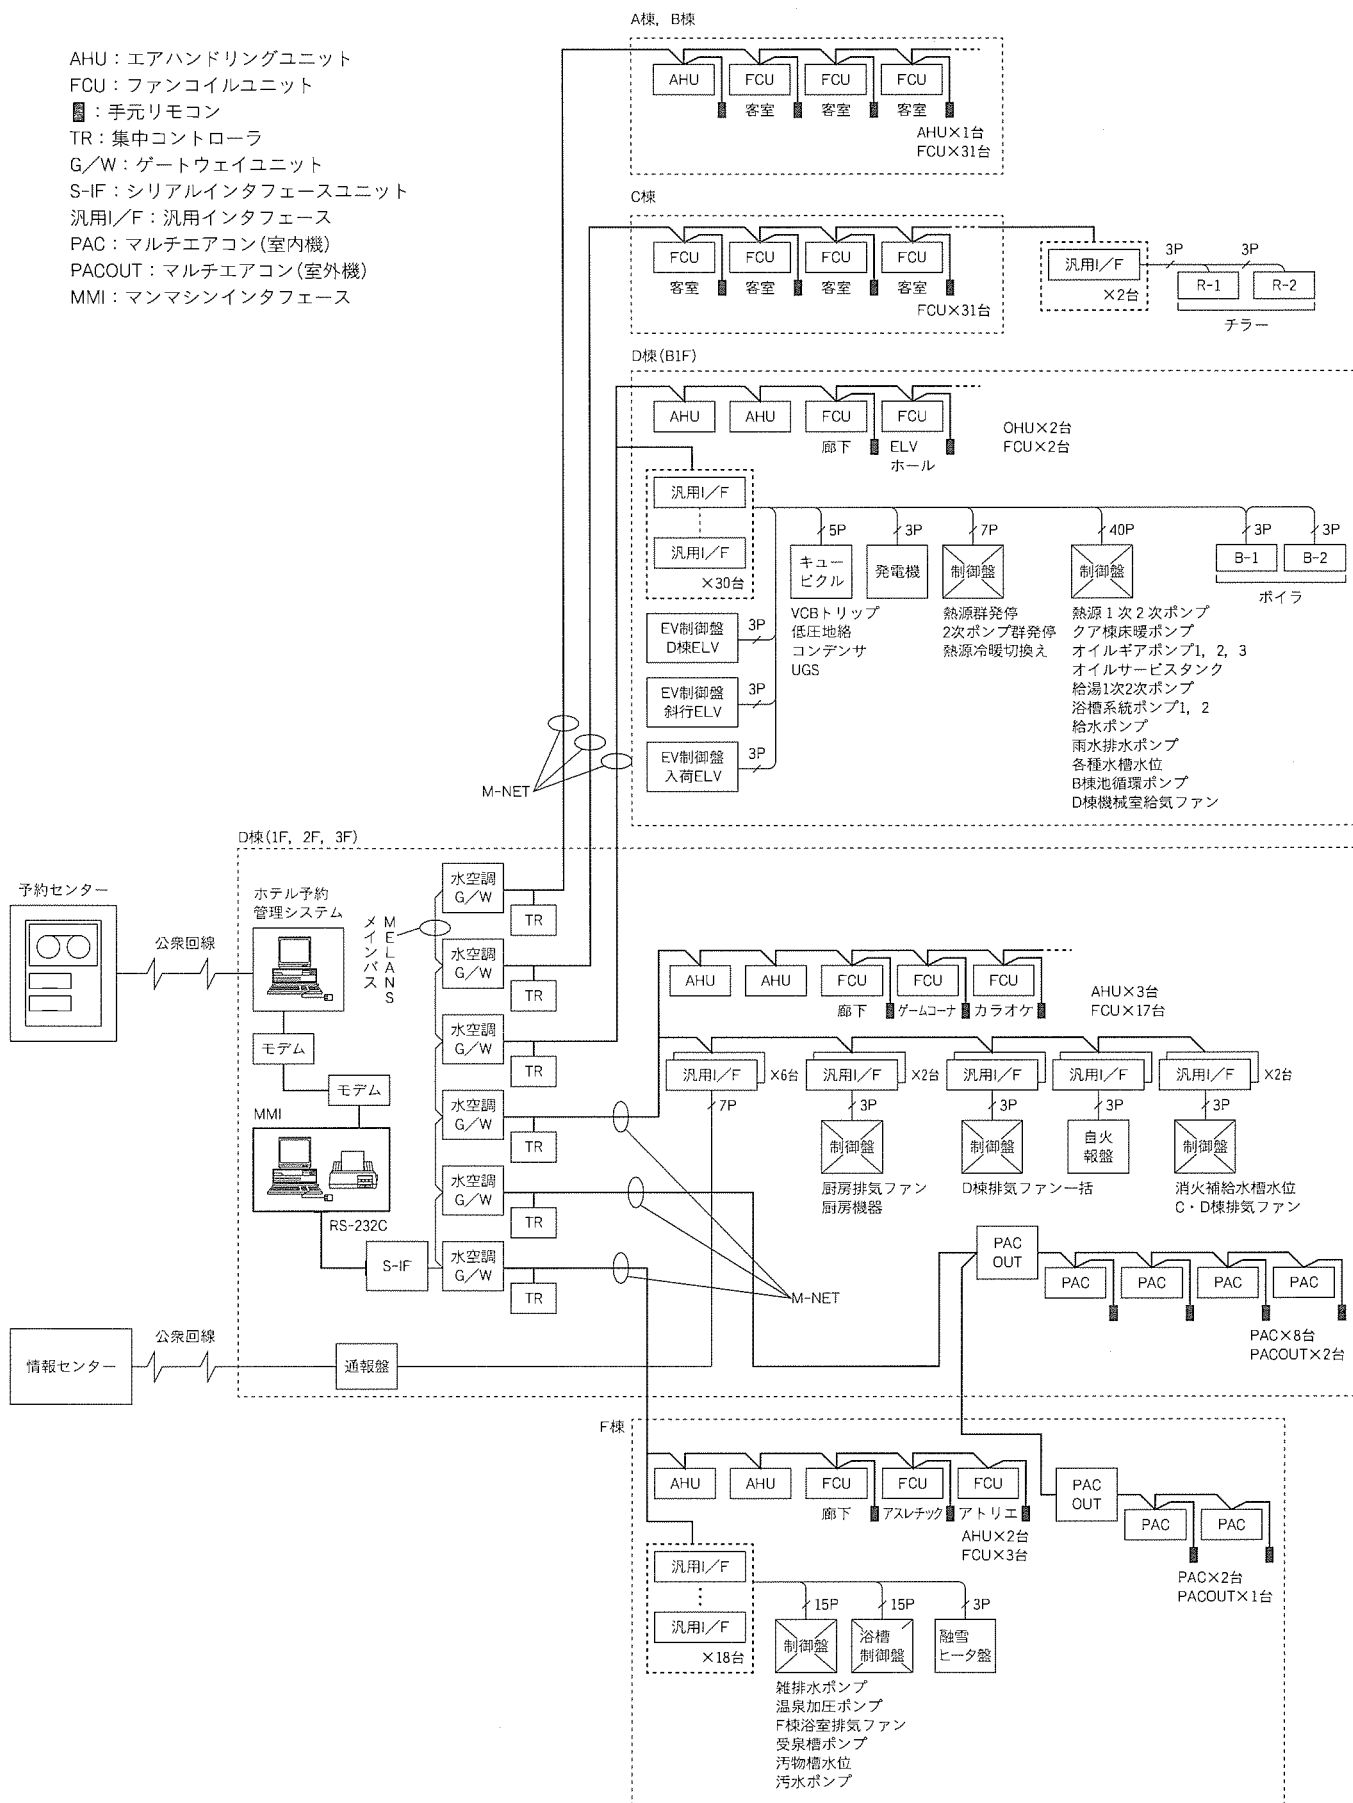 AHU：エアハンドリングユニット
FCU：ファンコイルユニット
：手元リモコン
TR：集中コントローラ
G／W：ゲートウェイユニット
S-IF：シリアルインタフェースユニット
汎用I／F：汎用インタフェース
PAC：マルチエアコン(室内機)
PACOUT：マルチエアコン(室外機)
MMI：マンマシンインタフェース
A棟，B棟
AHU FCU FCU FCU
客室 客室 客室
AHU×1台
FCU×31台
C棟
FCU FCU FCU FCU
客室 客室 客室 客室
FCU×31台
汎用I／F
×2台
3P 3P
R-1 R-2
チラー
D棟(B1F)
AHU AHU FCU FCU
廊下 ELV
ホール
OHU×2台
FCU×2台
汎用I／F
汎用I／F
×30台
5P 3P 7P 40P 3P 3P
キュー
ビクル
発電機
制御盤
制御盤
B-1 B-2
ボイラ
VCBトリップ
低圧地絡
コンデンサ
UGS
熱源群発停
2次ポンプ群発停
熱源冷暖切換え
熱源１次２次ポンプ
クア棟床暖ポンプ
オイルギアポンプ1，2，3
オイルサービスタンク
給湯1次2次ポンプ
浴槽系統ポンプ1，2
給水ポンプ
雨水排水ポンプ
各種水槽水位
B棟池循環ポンプ
D棟機械室給気ファン
EV制御盤
D棟ELV
3P
EV制御盤
斜行ELV
3P
EV制御盤
入荷ELV
3P
M-NET
D棟(1F，2F，3F)
予約センター
公衆回線
ホテル予約
管理システム
モデム
モデム
MMI
RS-232C
S-IF
MELANS
メインバス
水空調
G／W
TR
水空調
G／W
TR
水空調
G／W
TR
水空調
G／W
TR
水空調
G／W
TR
水空調
G／W
TR
AHU AHU FCU FCU FCU
廊下 ゲームコーナ カラオケ
AHU×3台
FCU×17台
汎用I／F ×6台 汎用I／F ×2台 汎用I／F 汎用I／F 汎用I／F ×2台
7P 3P 3P 3P 3P
制御盤
制御盤
自火
報盤
制御盤
厨房排気ファン
厨房機器
D棟排気ファン一括
消火補給水槽水位
C・D棟排気ファン
PAC
OUT
PAC PAC PAC PAC
PAC×8台
PACOUT×2台
M-NET
情報センター
公衆回線
通報盤
F棟
AHU AHU FCU FCU FCU
廊下 アスレチック アトリエ
AHU×2台
FCU×3台
PAC
OUT
PAC PAC
PAC×2台
PACOUT×1台
汎用I／F
汎用I／F
×18台
15P 15P 3P
制御盤
浴槽
制御盤
融雪
ヒータ盤
雑排水ポンプ
温泉加圧ポンプ
F棟浴室排気ファン
受泉槽ポンプ
汚物槽水位
汚水ポンプ